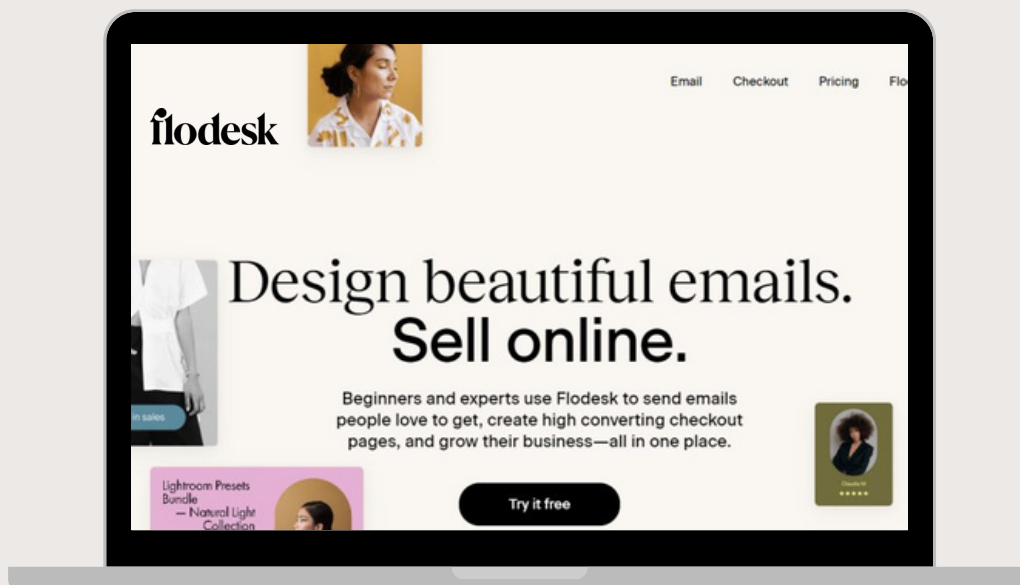 Email
Checkout
Pricing
Flo
flodesk
Design beautiful emails.
Sell online.
in sales
Beginners and experts use Flodesk to send emails
people love to get, create high converting checkout
pages, and grow their business—all in one place.
Try it free
Claudia M
Lightroom Presets
Bundle
— Natural Light
Collection